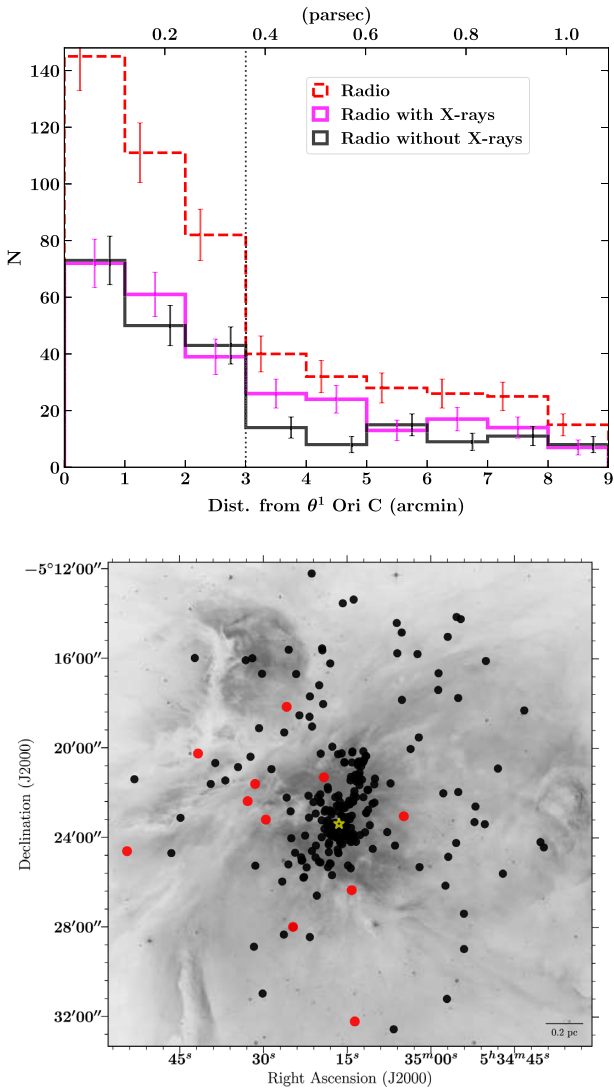 (parsec)
0.2 0.4 0.6 0.8 1.0
140
120
100
80
60
40
20
0
N
Radio
Radio with X-rays
Radio without X-rays
0 1 2 3 4 5 6 7 8 9
Dist. from θ¹ Ori C (arcmin)
−5°12′00″
16′00″
20′00″
24′00″
28′00″
32′00″
Declination (J2000)
0.2 pc
45ˢ 30ˢ 15ˢ 35ᵐ00ˢ 5ʰ34ᵐ45ˢ
Right Ascension (J2000)